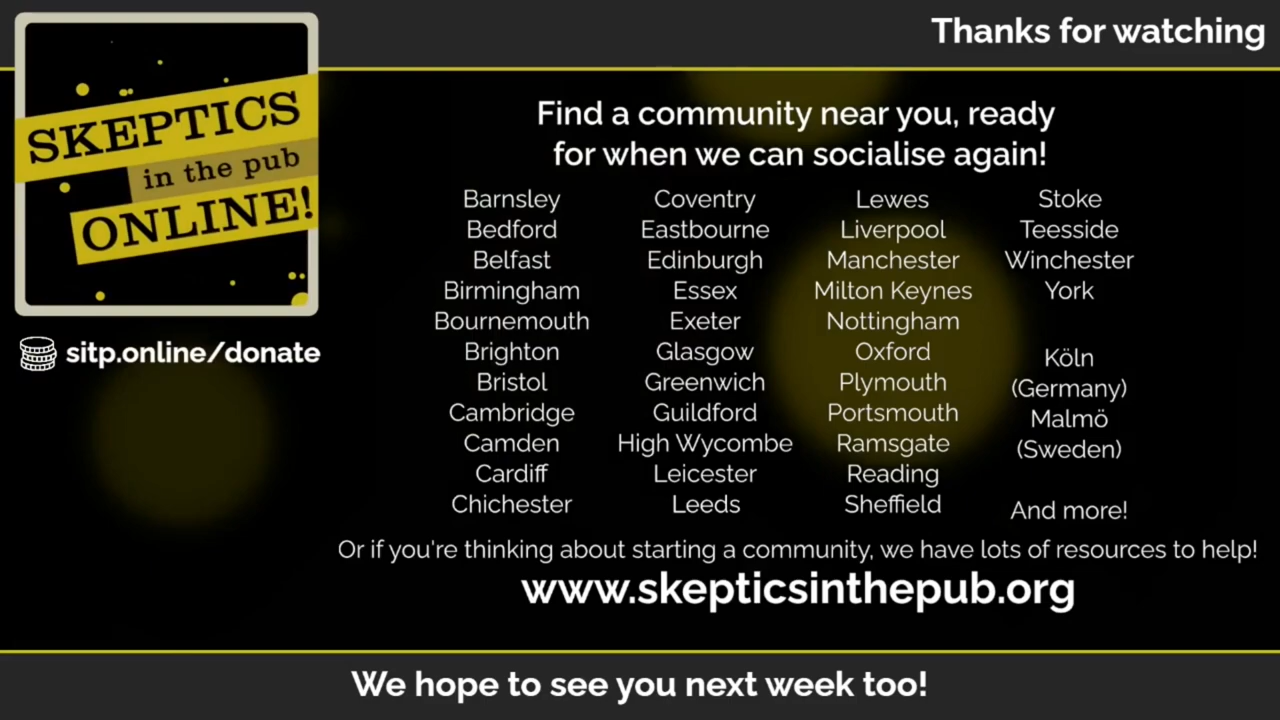 Thanks for watching
SKEPTICS
in the pub
ONLINE!
sitp.online/donate
Find a community near you, ready
for when we can socialise again!
Barnsley
Bedford
Belfast
Birmingham
Bournemouth
Brighton
Bristol
Cambridge
Camden
Cardiff
Chichester
Coventry
Eastbourne
Edinburgh
Essex
Exeter
Glasgow
Greenwich
Guildford
High Wycombe
Leicester
Leeds
Lewes
Liverpool
Manchester
Milton Keynes
Nottingham
Oxford
Plymouth
Portsmouth
Ramsgate
Reading
Sheffield
Stoke
Teesside
Winchester
York
Köln
(Germany)
Malmö
(Sweden)
And more!
Or if you're thinking about starting a community, we have lots of resources to help!
www.skepticsinthepub.org
We hope to see you next week too!